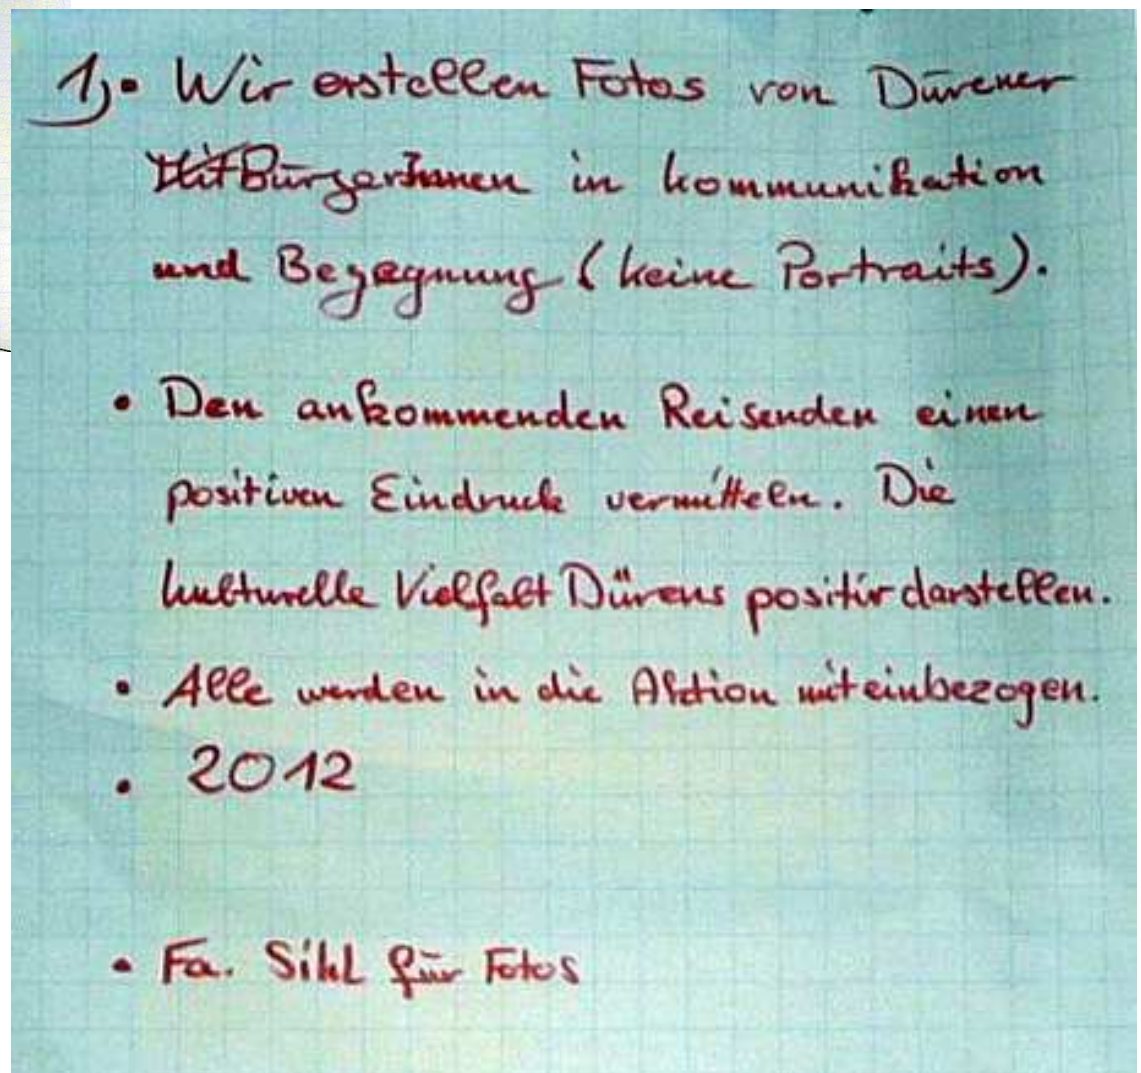 1) • Wir erstellen Fotos von Dürener
BürgerInnen in Kommunikation
und Begegnung (keine Portraits).
• Den ankommenden Reisenden einen
positiven Eindruck vermitteln. Die
kulturelle Vielfalt Dürens positiv darstellen.
• Alle werden in die Aktion miteinbezogen.
• 2012
• Fa. Sihl für Fotos